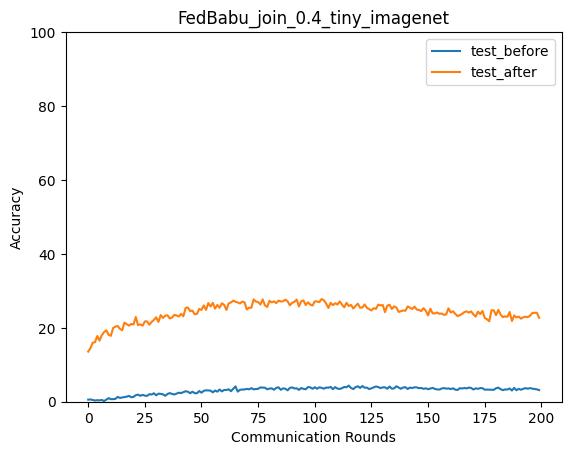 FedBabu_join_0.4_tiny_imagenet
test_before
test_after
Accuracy
100
80
60
40
20
0
0 25 50 75 100 125 150 175 200
Communication Rounds